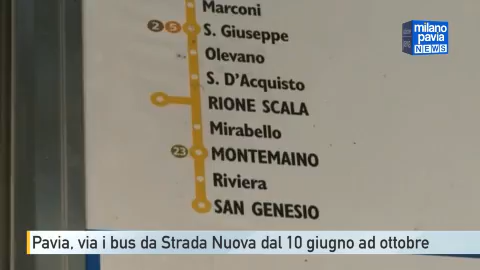 Marconi
2 5 S. Giuseppe
Olevano
S. D'Acquisto
RIONE SCALA
Mirabello
23 MONTEMAINO
Riviera
SAN GENESIO
milano
pavia
NEWS
Pavia, via i bus da Strada Nuova dal 10 giugno ad ottobre